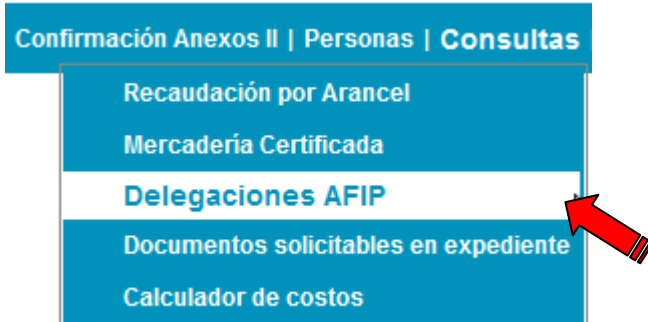 Confirmación Anexos II | Personas | Consultas |
Recaudación por Arancel
Mercadería Certificada
Delegaciones AFIP
Documentos solicitables en expediente
Calculador de costos